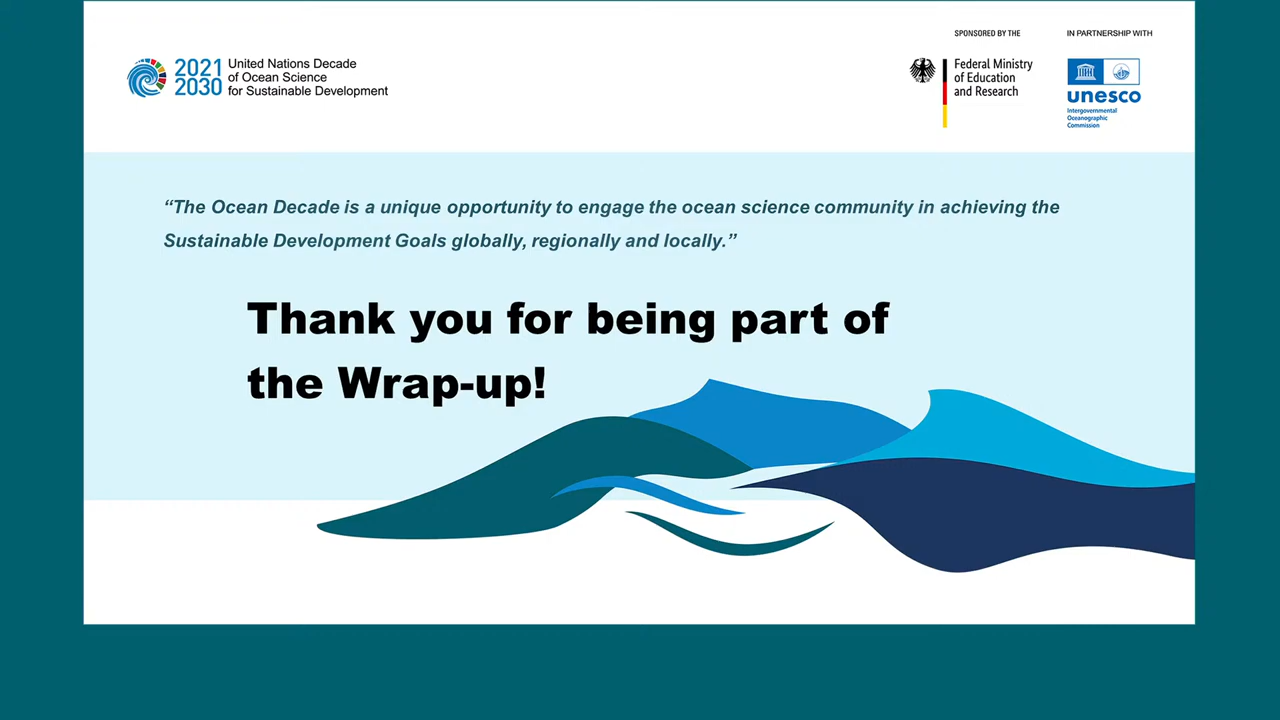 2021
2030
United Nations Decade
of Ocean Science
for Sustainable Development
SPONSORED BY THE
Federal Ministry
of Education
and Research
IN PARTNERSHIP WITH
unesco
Intergovernmental
Oceanographic
Commission
“The Ocean Decade is a unique opportunity to engage the ocean science community in achieving the
Sustainable Development Goals globally, regionally and locally.”
Thank you for being part of
the Wrap-up!